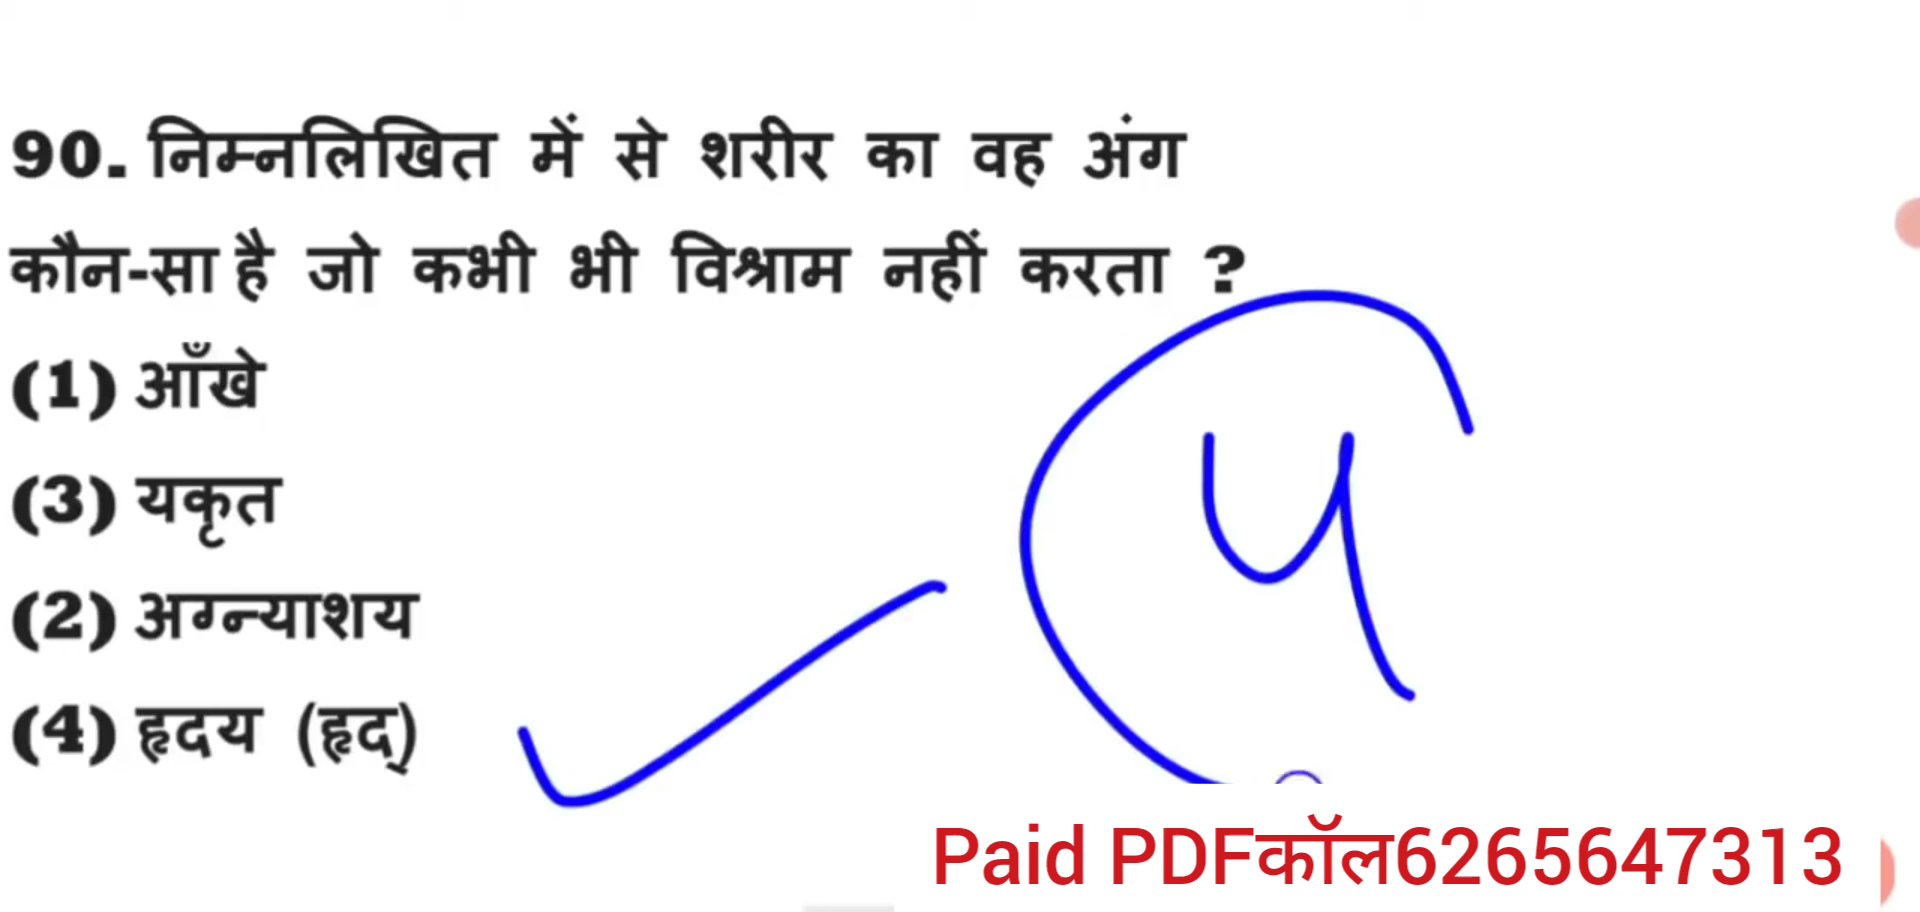 90. निम्नलिखित में से शरीर का वह अंग
कौन-सा है जो कभी भी विश्राम नहीं करता ?
(1) आँखे
(3) यकृत
(2) अग्न्याशय
(4) हृदय (हृद्)
4
Paid PDFकॉल6265647313